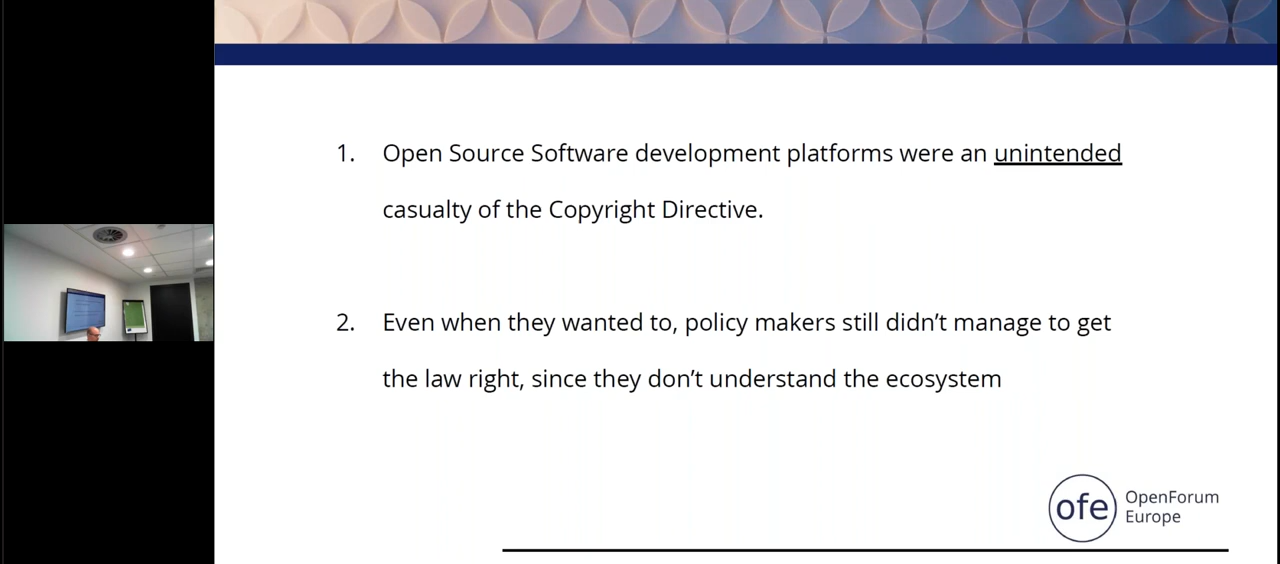 1. Open Source Software development platforms were an unintended
casualty of the Copyright Directive.
2. Even when they wanted to, policy makers still didn’t manage to get
the law right, since they don’t understand the ecosystem
ofe OpenForum
Europe